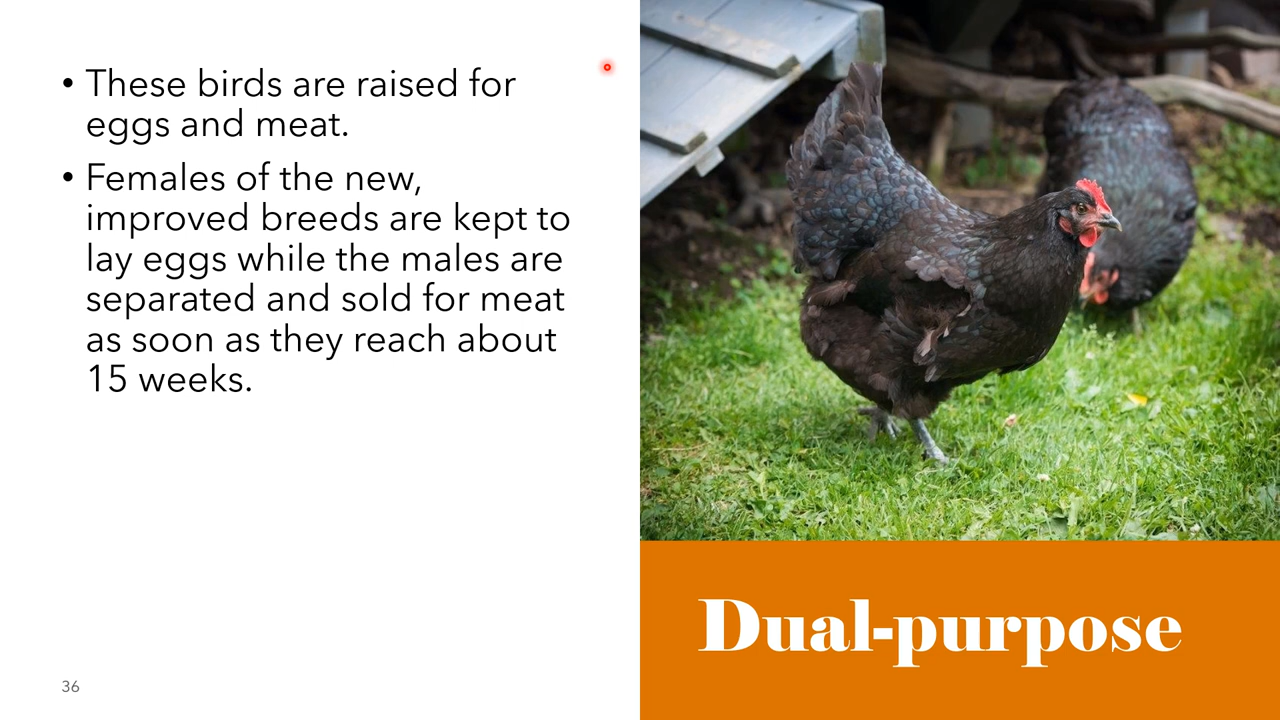 • These birds are raised for
eggs and meat.
• Females of the new,
improved breeds are kept to
lay eggs while the males are
separated and sold for meat
as soon as they reach about
15 weeks.
Dual-purpose
36